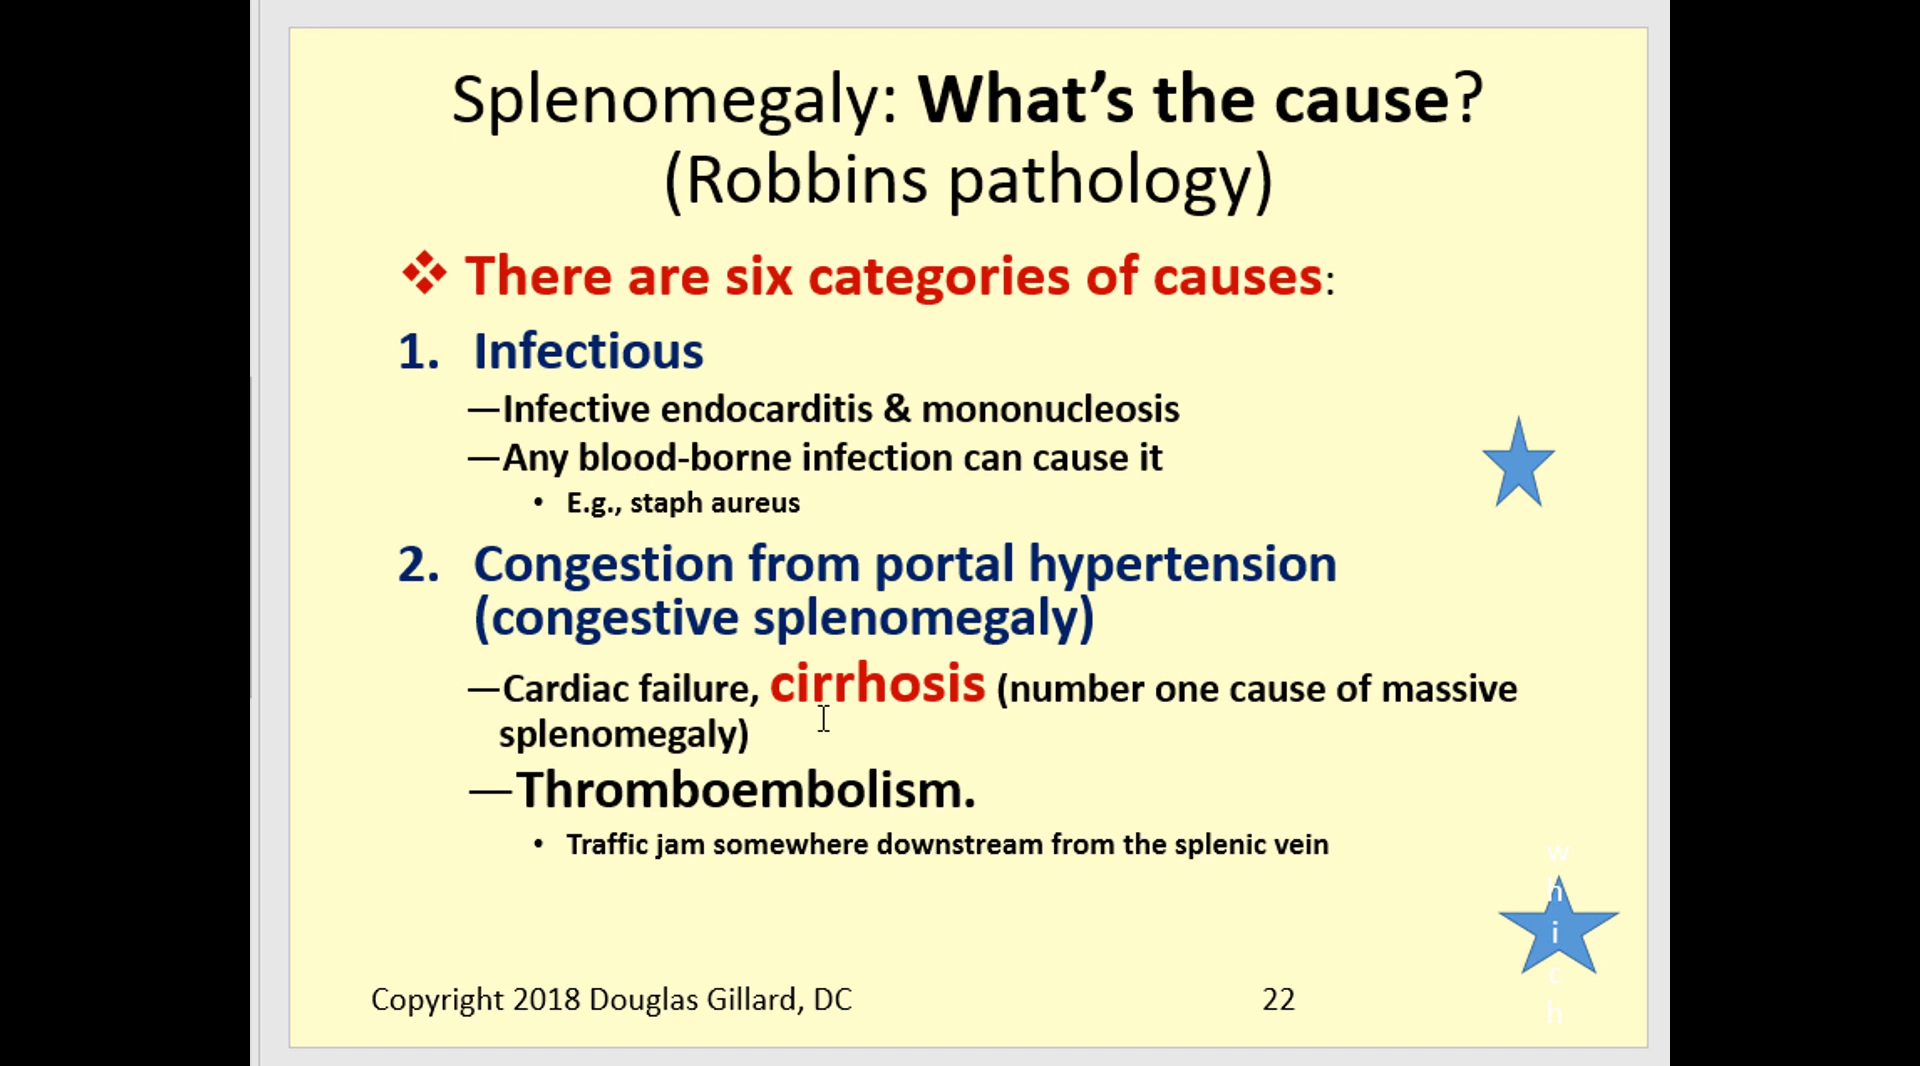 Splenomegaly: What's the cause?
(Robbins pathology)
❖ There are six categories of causes:
1. Infectious
—Infective endocarditis & mononucleosis
—Any blood-borne infection can cause it
• E.g., staph aureus
2. Congestion from portal hypertension
(congestive splenomegaly)
—Cardiac failure, cirrhosis (number one cause of massive
splenomegaly)
—Thromboembolism.
• Traffic jam somewhere downstream from the splenic vein
w
h
i
c
h
Copyright 2018 Douglas Gillard, DC
22